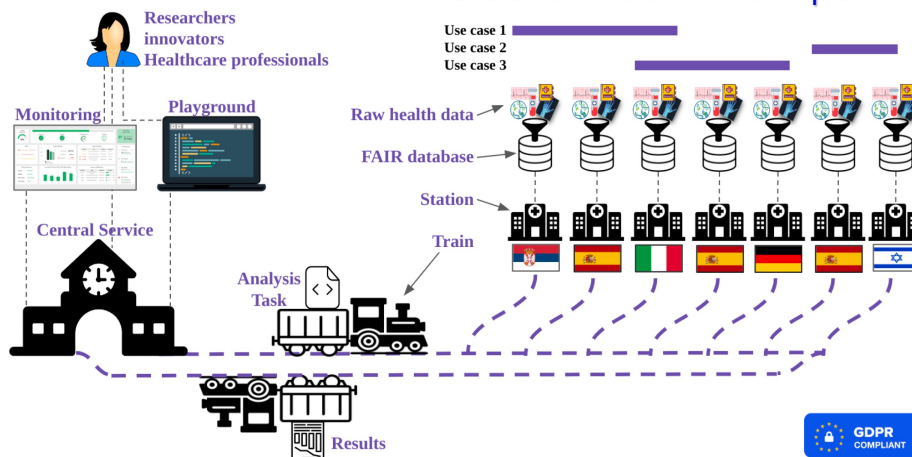 Researchers
innovators
Healthcare professionals
Use case 1
Use case 2
Use case 3
Monitoring
Playground
Raw health data
FAIR database
Station
Central Service
Train
Analysis
Task
Results
GDPR
COMPLIANT